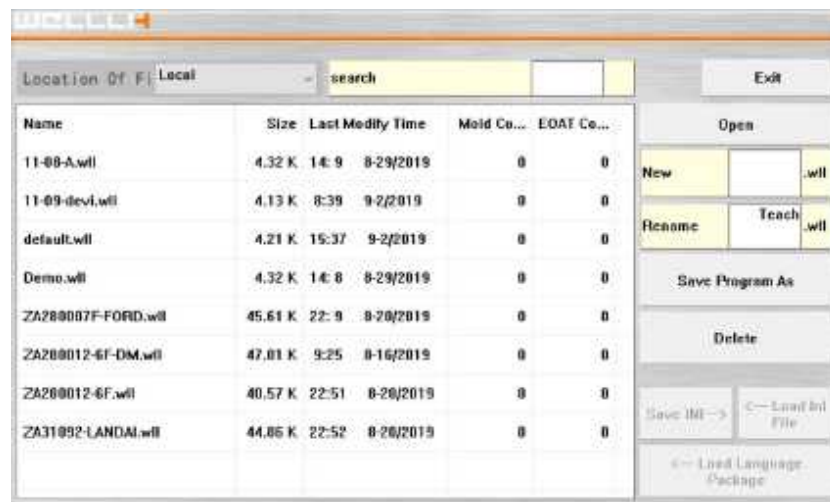 WELLLIH
Location Of Fi Local search Exit
Name Size Last Modify Time Mold Co... EOAT Co... Open
11-08-A.wll 4.32 K 14: 9 8-29/2019 0 0
New .wll
11-09-devi.wll 4.13 K 8:39 9-2/2019 0 0
default.wll 4.21 K 15:37 9-2/2019 0 0
Rename Teach .wll
Demo.wll 4.32 K 14: 8 8-29/2019 0 0
Save Program As
ZA280007F-FORD.wll 45.61 K 22: 9 8-20/2019 0 0
Delete
ZA280012-6F-DM.wll 47.01 K 9:25 8-16/2019 0 0
ZA280012-6F.wll 40.57 K 22:51 8-20/2019 0 0
Save INI-->
<--Load Ini File
ZA31092-LANDAI.wll 44.86 K 22:52 8-20/2019 0 0
<-- Load Language Package